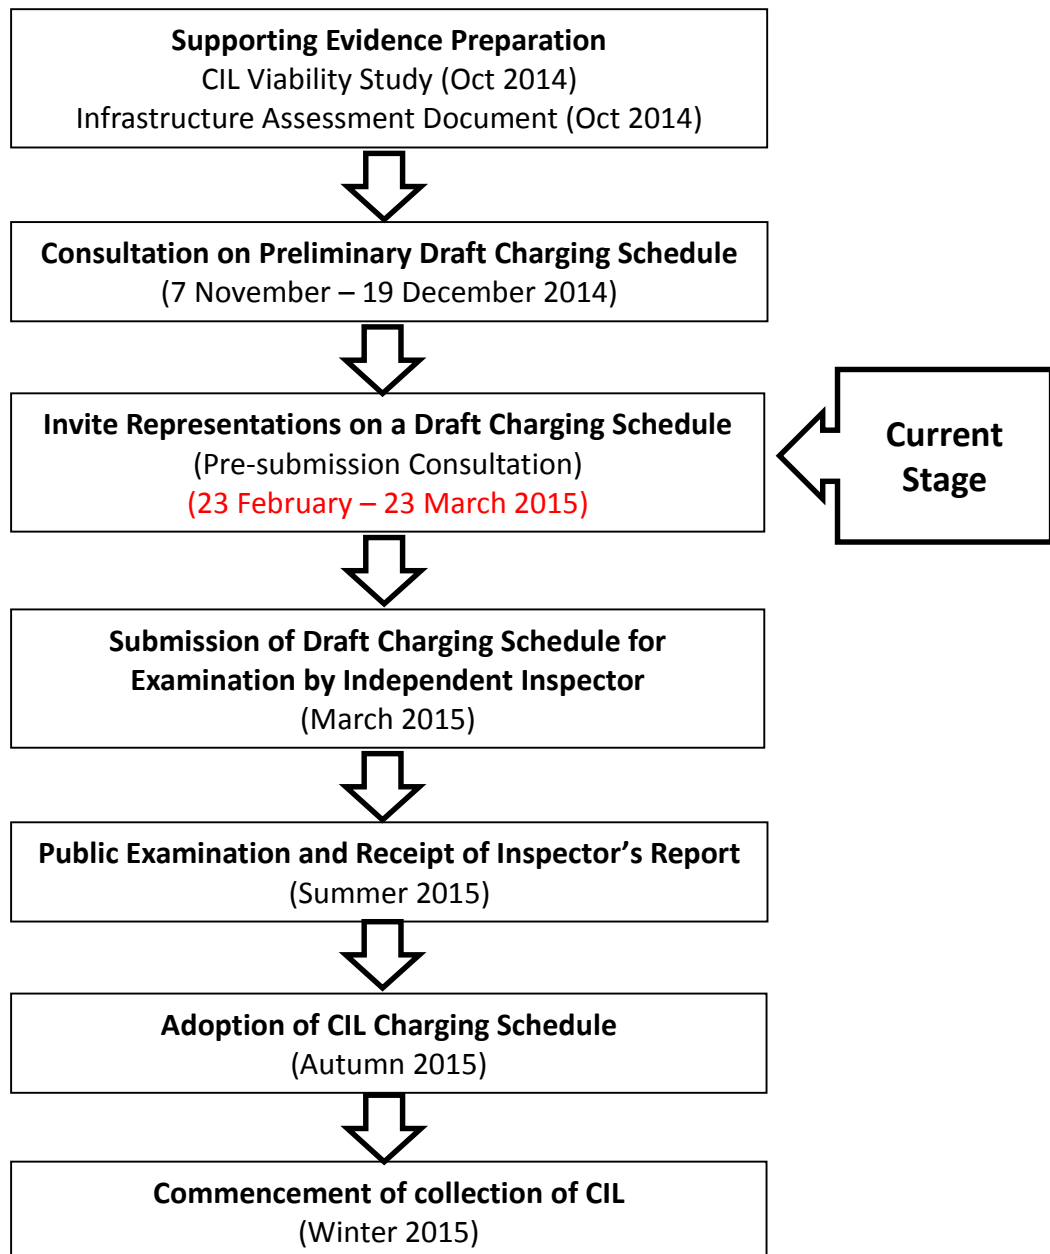 Supporting Evidence Preparation
CIL Viability Study (Oct 2014)
Infrastructure Assessment Document (Oct 2014)
Consultation on Preliminary Draft Charging Schedule
(7 November – 19 December 2014)
Invite Representations on a Draft Charging Schedule
(Pre-submission Consultation)
(23 February – 23 March 2015)
Current
Stage
Submission of Draft Charging Schedule for
Examination by Independent Inspector
(March 2015)
Public Examination and Receipt of Inspector’s Report
(Summer 2015)
Adoption of CIL Charging Schedule
(Autumn 2015)
Commencement of collection of CIL
(Winter 2015)